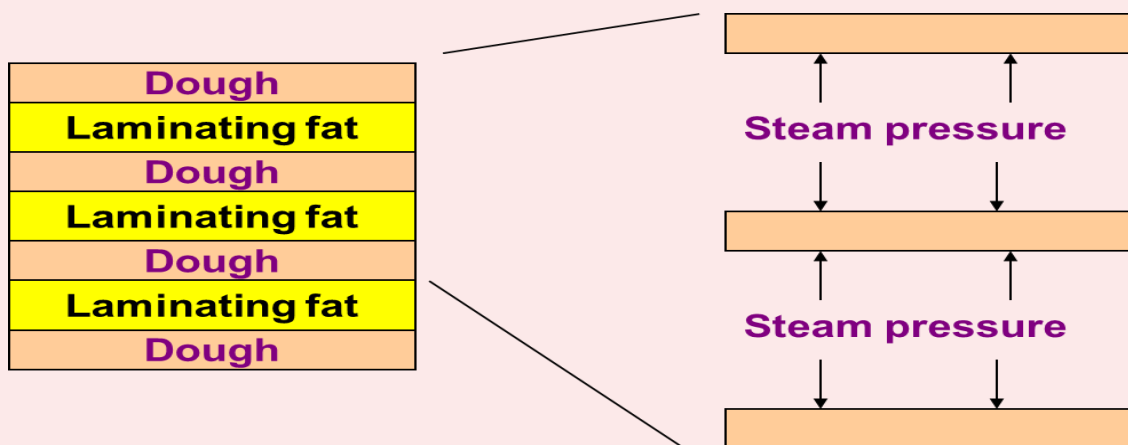 Dough
Laminating fat
Dough
Laminating fat
Dough
Laminating fat
Dough
Steam pressure
Steam pressure